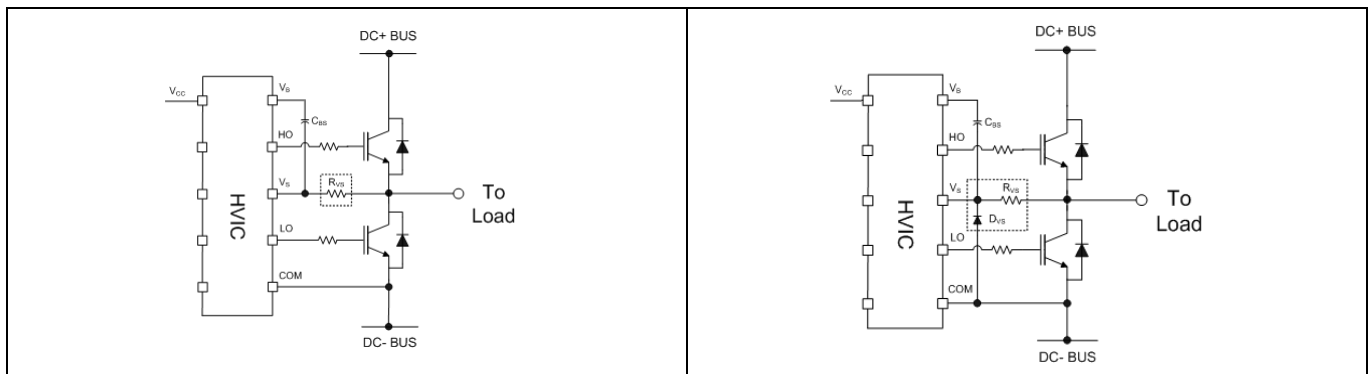 DC+ BUS
VCC
VB
CBS
HO
VS
RVS
To
Load
HVIC
LO
COM
DC- BUS
DC+ BUS
VCC
VB
CBS
HO
VS
RVS
To
Load
DVS
HVIC
LO
COM
DC- BUS